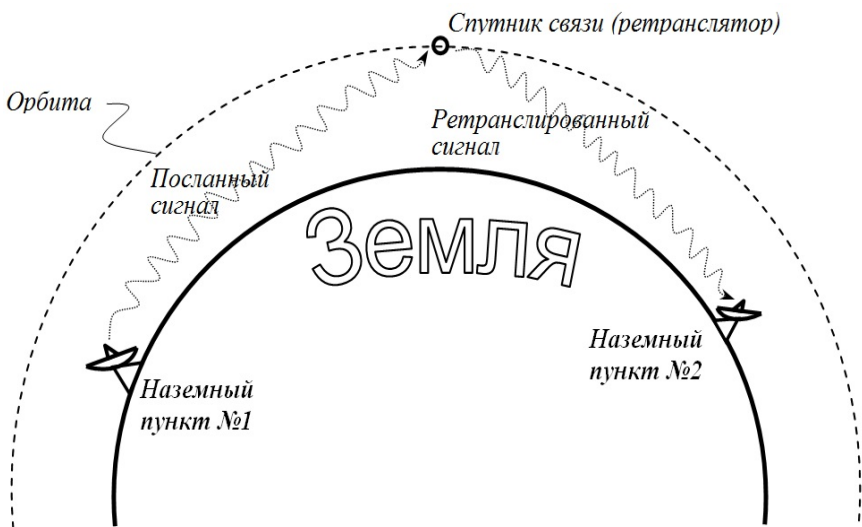 Спутник связи (ретранслятор)
Орбита
Ретранслированный
сигнал
Посланный
сигнал
Земля
Наземный
пункт №2
Наземный
пункт №1